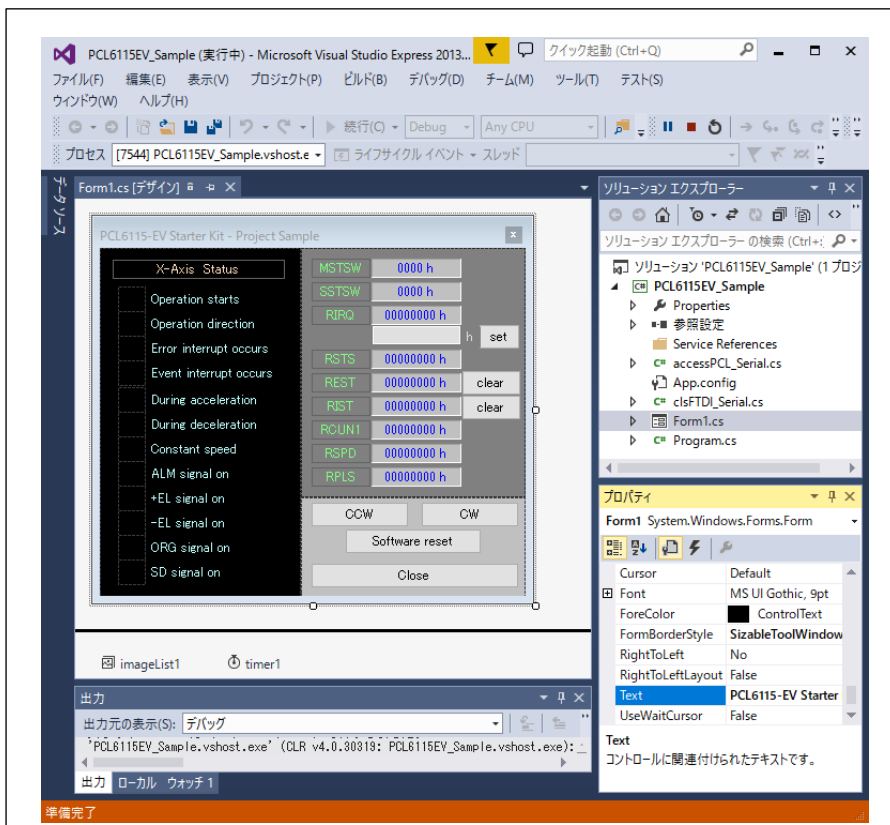 PCL6115EV_Sample (実行中) - Microsoft Visual Studio Express 2013...
クイック起動 (Ctrl+Q)
ファイル(F) 編集(E) 表示(V) プロジェクト(P) ビルド(B) デバッグ(D) チーム(M) ツール(T) テスト(S)
ウィンドウ(W) ヘルプ(H)
続行(C) Debug Any CPU
プロセス [7544] PCL6115EV_Sample.vshost.e ライフサイクル イベント スレッド
データ ソース
Form1.cs [デザイン]
PCL6115-EV Starter Kit - Project Sample
X-Axis Status
Operation starts
Operation direction
Error interrupt occurs
Event interrupt occurs
During acceleration
During deceleration
Constant speed
ALM signal on
+EL signal on
-EL signal on
ORG signal on
SD signal on
MSTSW 0000 h
SSTSW 0000 h
RIRQ 00000000 h
h set
RSTS 00000000 h
REST 00000000 h clear
RIST 00000000 h clear
RCUN1 00000000 h
RSPD 00000000 h
RPLS 00000000 h
CCW CW
Software reset
Close
imageList1 timer1
出力
出力元の表示(S): デバッグ
'PCL6115EV_Sample.vshost.exe' (CLR v4.0.30319: PCL6115EV_Sample.vshost.exe):
出力 ローカル ウォッチ 1
準備完了
ソリューション エクスプローラー
ソリューション エクスプローラー の検索 (Ctrl+;)
ソリューション 'PCL6115EV_Sample' (1 プロジ
PCL6115EV_Sample
Properties
参照設定
Service References
accessPCL_Serial.cs
App.config
clsFTDI_Serial.cs
Form1.cs
Program.cs
プロパティ
Form1 System.Windows.Forms.Form
Cursor Default
Font MS UI Gothic, 9pt
ForeColor ControlText
FormBorderStyle SizableToolWindow
RightToLeft No
RightToLeftLayout False
Text PCL6115-EV Starter
UseWaitCursor False
Text
コントロールに関連付けられたテキストです。